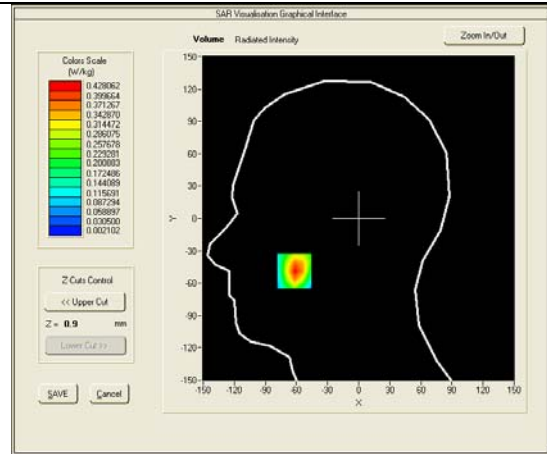 SAR Visualisation Graphical Interface
Volume Radiated Intensity
Zoom In/Out
Colors Scale
(W/kg)
0.428062
0.399664
0.371267
0.342870
0.314472
0.286075
0.257678
0.229281
0.200883
0.172486
0.144089
0.115691
0.087294
0.058897
0.030500
0.002102
Z Cuts Control
<< Upper Cut
Z = 0.9 mm
Lower Cut >>
SAVE Cancel
150
120
90
60
30
0
-30
-60
-90
-120
-150
Y
-150 -120 -90 -60 -30 0 30 60 90 120 150
X